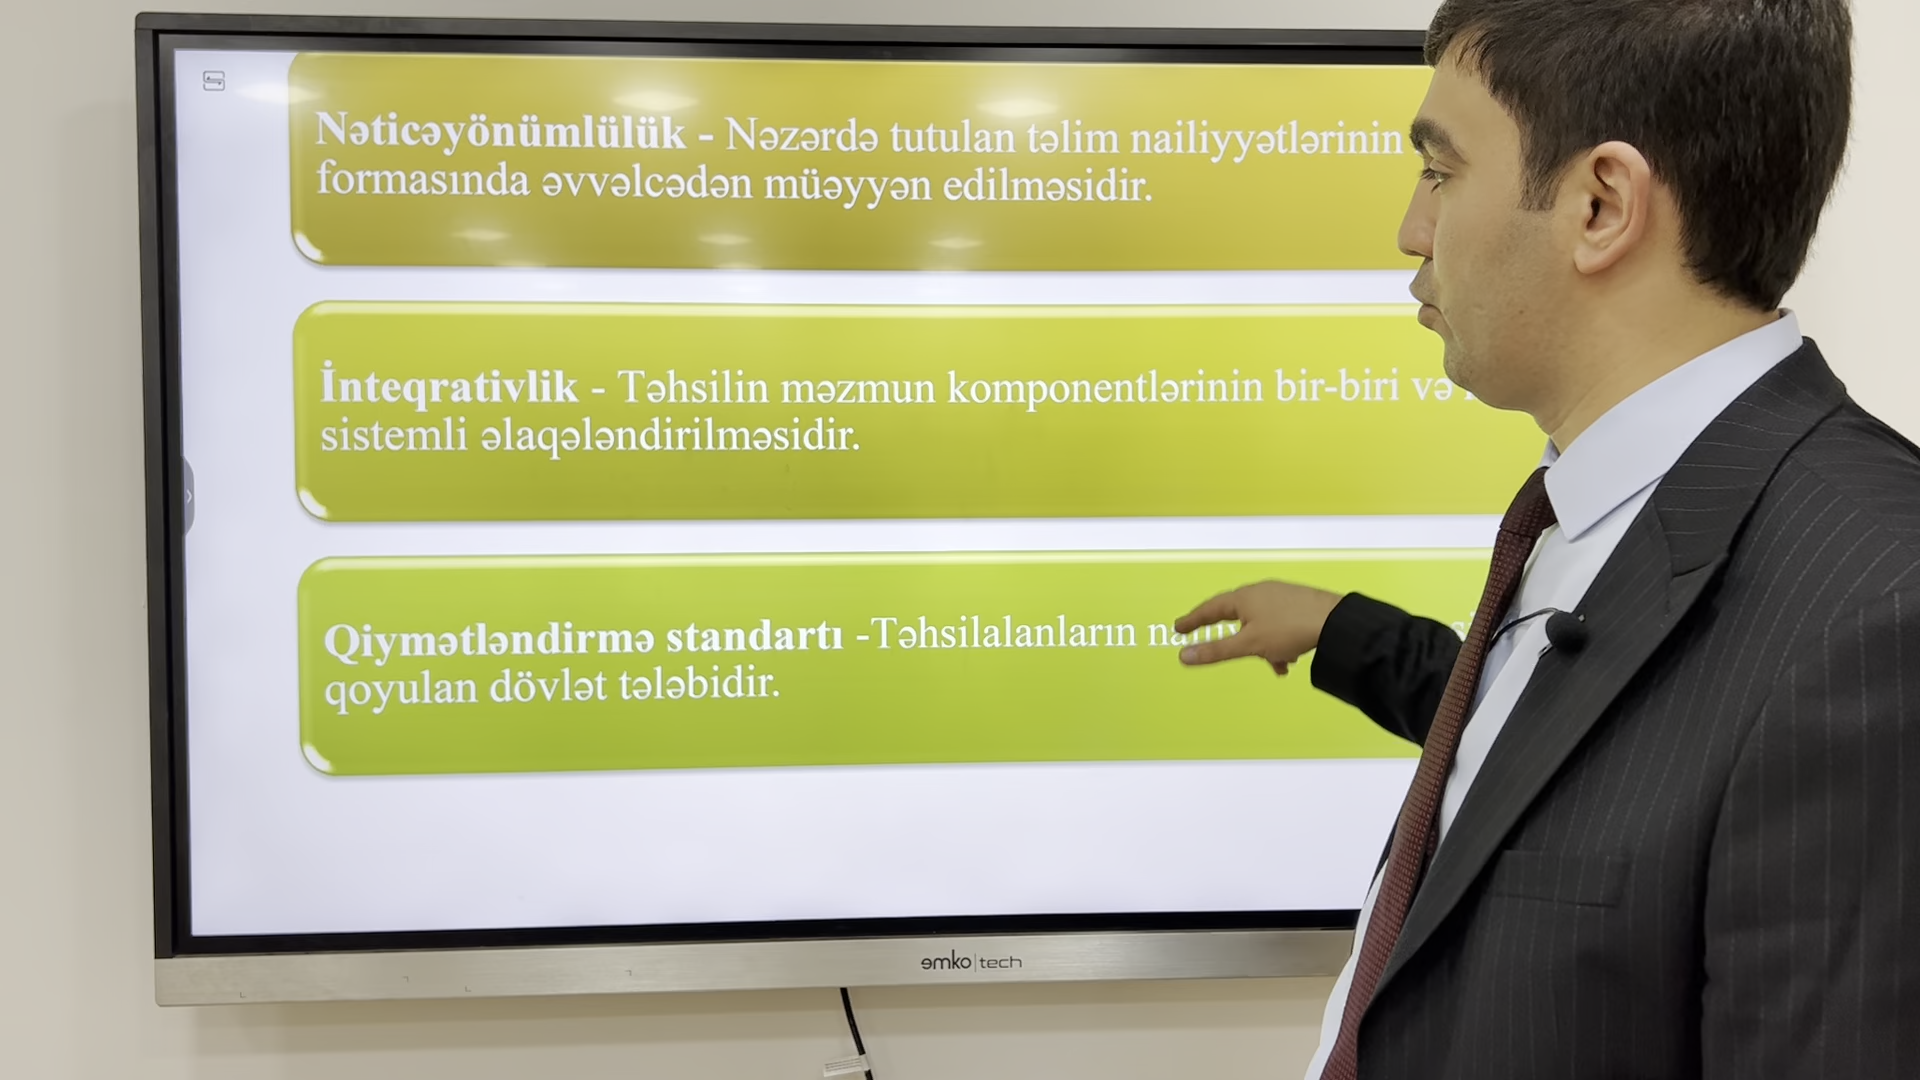 Nəticəyönümlülük - Nəzərdə tutulan təlim nailiyyətlərinin
formasında əvvəlcədən müəyyən edilməsidir.
İnteqrativlik - Təhsilin məzmun komponentlərinin bir-biri və
sistemli əlaqələndirilməsidir.
Qiymətləndirmə standartı -Təhsilalanların
qoyulan dövlət tələbidir.
emko|tech